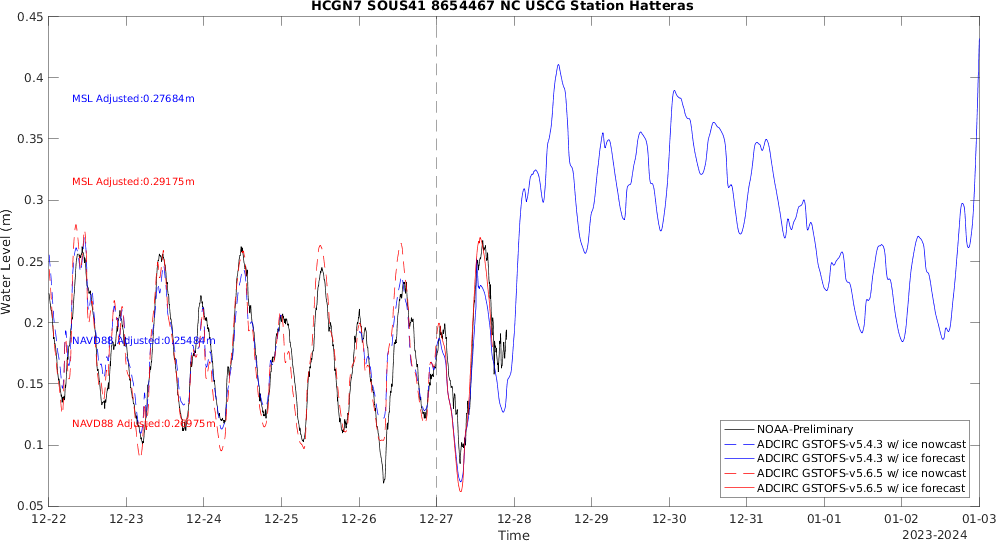 HCGN7 SOUS41 8654467 NC USCG Station Hatteras
0.45
0.4
0.35
0.3
0.25
0.2
0.15
0.1
0.05
Water Level (m)
MSL Adjusted:0.27684m
MSL Adjusted:0.29175m
NAVD88 Adjusted:0.25484m
NAVD88 Adjusted:0.26975m
NOAA-Preliminary
ADCIRC GSTOFS-v5.4.3 w/ ice nowcast
ADCIRC GSTOFS-v5.4.3 w/ ice forecast
ADCIRC GSTOFS-v5.6.5 w/ ice nowcast
ADCIRC GSTOFS-v5.6.5 w/ ice forecast
12-22 12-23 12-24 12-25 12-26 12-27 12-28 12-29 12-30 12-31 01-01 01-02 01-03
Time
2023-2024